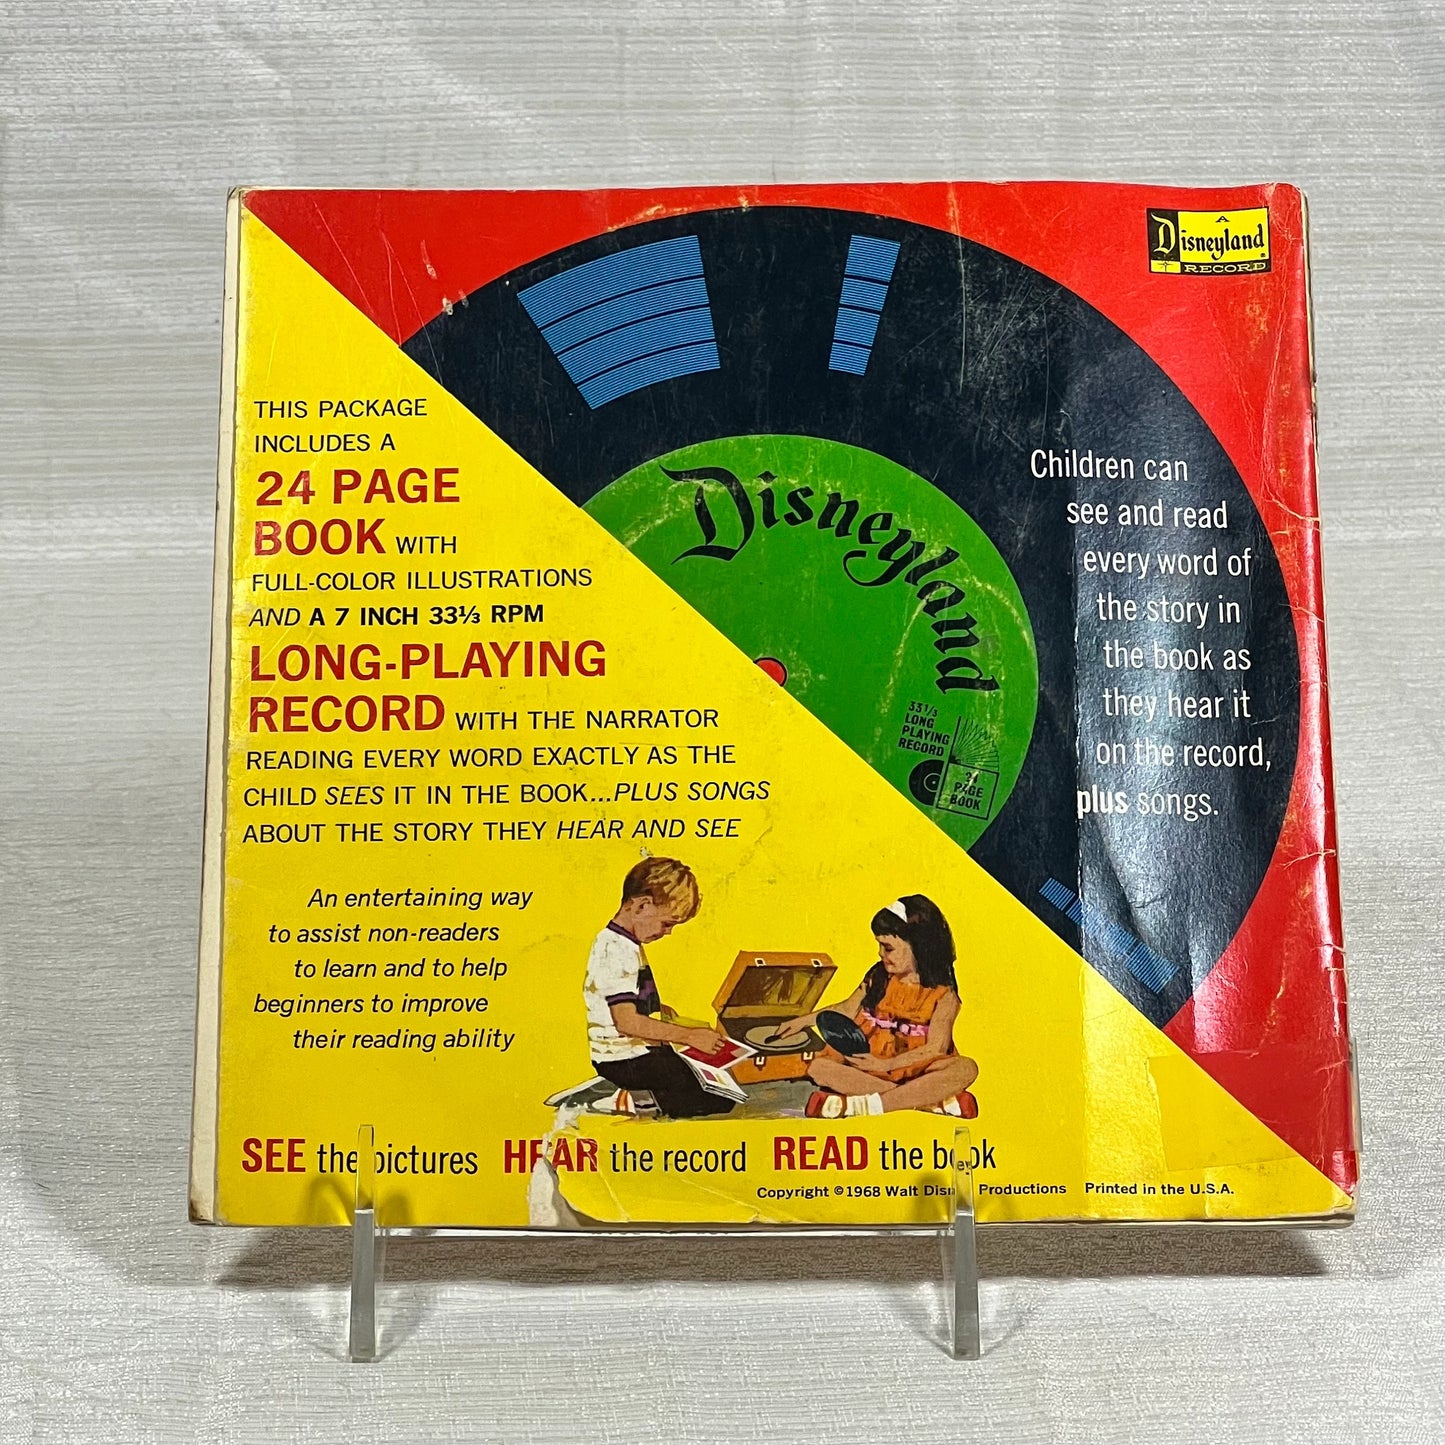 A
Disneyland
RECORD
THIS PACKAGE
INCLUDES A
24 PAGE
BOOK WITH
FULL-COLOR ILLUSTRATIONS
AND A 7 INCH 33⅓ RPM
LONG-PLAYING
RECORD WITH THE NARRATOR
READING EVERY WORD EXACTLY AS THE
CHILD SEES IT IN THE BOOK...PLUS SONGS
ABOUT THE STORY THEY HEAR AND SEE
Disneyland
33⅓
LONG
PLAYING
RECORD
24
PAGE
BOOK
Children can
see and read
every word of
the story in
the book as
they hear it
on the record,
plus songs.
An entertaining way
to assist non-readers
to learn and to help
beginners to improve
their reading ability
SEE the pictures HEAR the record READ the book
Copyright ©1968 Walt Disney Productions Printed in the U.S.A.